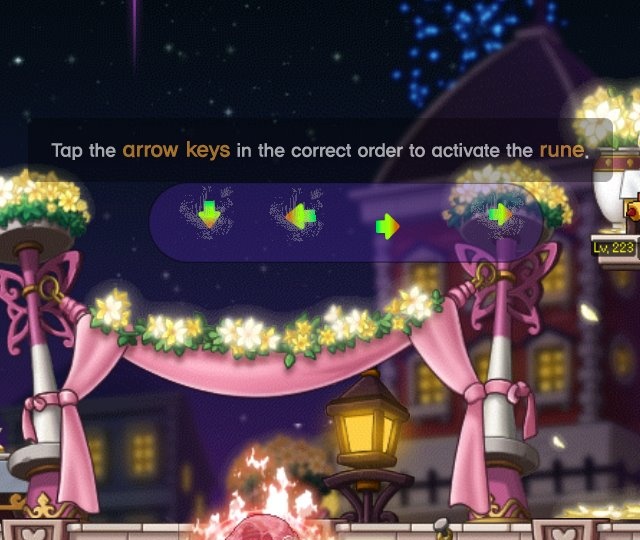 Tap the arrow keys in the correct order to activate the rune.
Lv. 223